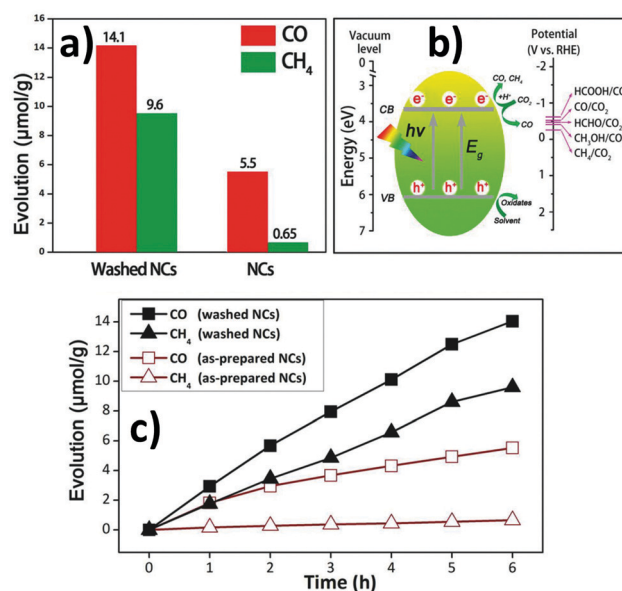 a)
CO
CH4
14.1
9.6
5.5
0.65
16
14
12
10
8
6
4
2
0
Evolution (µmol/g)
Washed NCs
NCs
b)
Vacuum
level
Potential
(V vs. RHE)
0
3
4
5
6
7
Energy (eV)
CB
VB
e-
e-
e-
hv
Eg
h+
h+
h+
CO, CH4
+H+
CO2
CO
Oxidates
Solvent
-2
-1
0
1
2
HCOOH/CO
CO/CO2
HCHO/CO
CH3OH/CO
CH4/CO2
c)
CO (washed NCs)
CH4 (washed NCs)
CO (as-prepared NCs)
CH4 (as-prepared NCs)
14
12
10
8
6
4
2
0
Evolution (µmol/g)
0 1 2 3 4 5 6
Time (h)